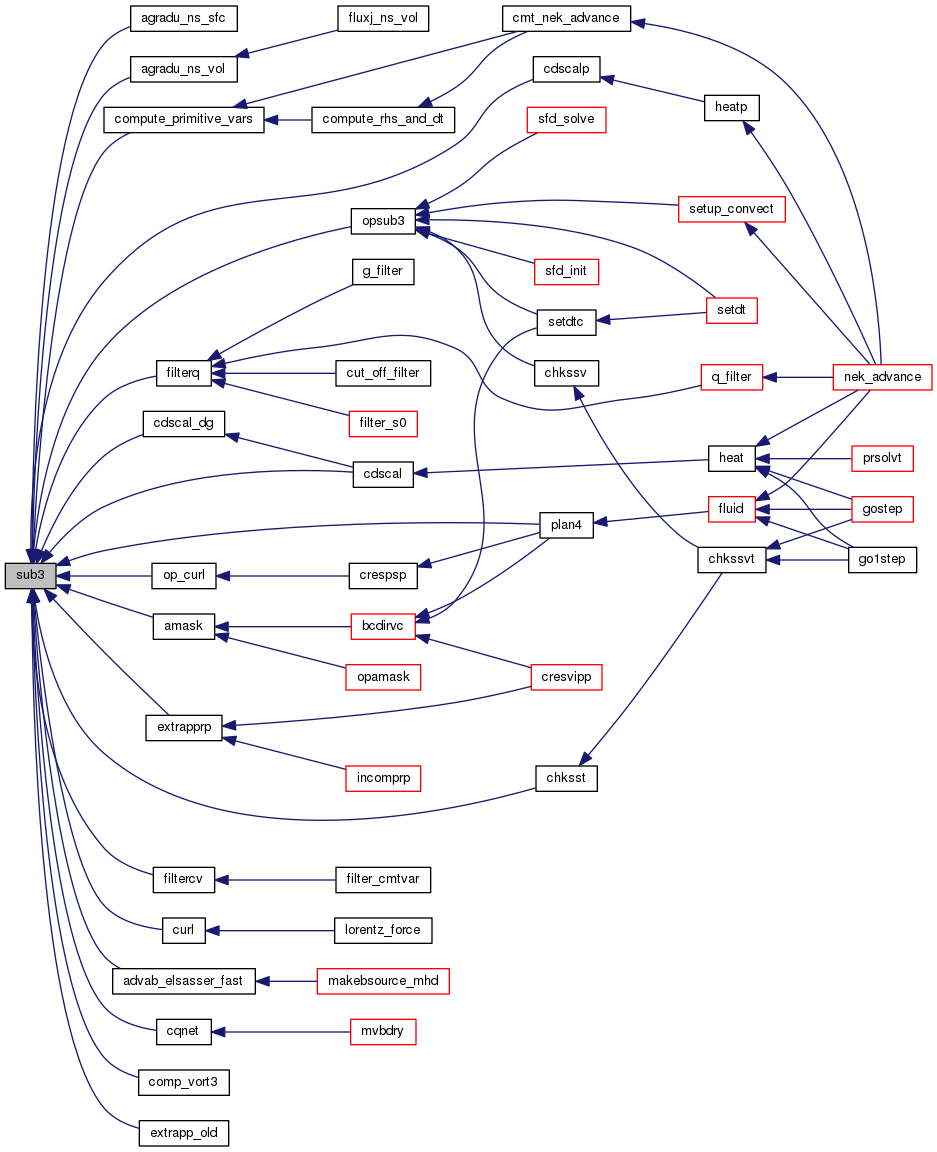 agradu_ns_sfc
fluxj_ns_vol
cmt_nek_advance
agradu_ns_vol
cdscalp
compute_primitive_vars
compute_rhs_and_dt
heatp
sfd_solve
opsub3
setup_convect
g_filter
sfd_init
setdtc
setdt
filterq
cut_off_filter
chkssv
q_filter
nek_advance
cdscal_dg
filter_s0
cdscal
heat
prsolvt
plan4
fluid
gostep
sub3
op_curl
crespsp
chkssvt
go1step
amask
bcdirvc
opamask
cresvipp
extrapprp
incomprp
chksst
filtercv
filter_cmtvar
curl
lorentz_force
advab_elsasser_fast
makebsource_mhd
cqnet
mvbdry
comp_vort3
extrapp_old